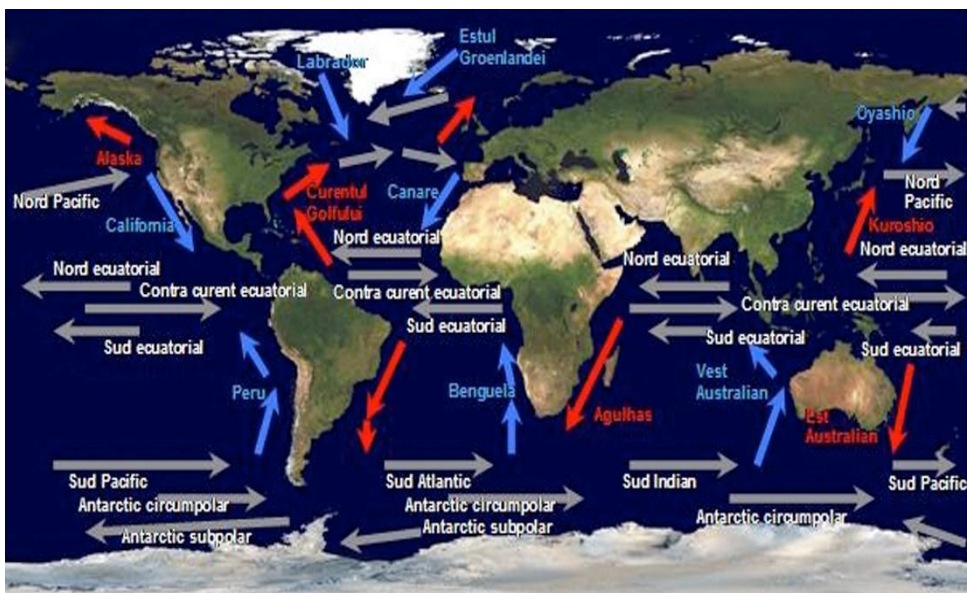 Estul
Groenlandei
Labrador
Oyashio
Alaska
Nord Pacific
Curentul
Golfului
Canare
Nord
Pacific
California
Kuroshio
Nord ecuatorial
Nord ecuatorial
Nord ecuatorial
Nord ecuatorial
Contra curent ecuatorial
Contra curent ecuatorial
Contra curent ecuatorial
Sud ecuatorial
Sud ecuatorial
Sud ecuatorial
Sud ecuatorial
Peru
Benguela
Vest
Australian
Agulhas
Est
Australian
Sud Pacific
Sud Atlantic
Sud Indian
Sud Pacific
Antarctic circumpolar
Antarctic circumpolar
Antarctic circumpolar
Antarctic subpolar
Antarctic subpolar